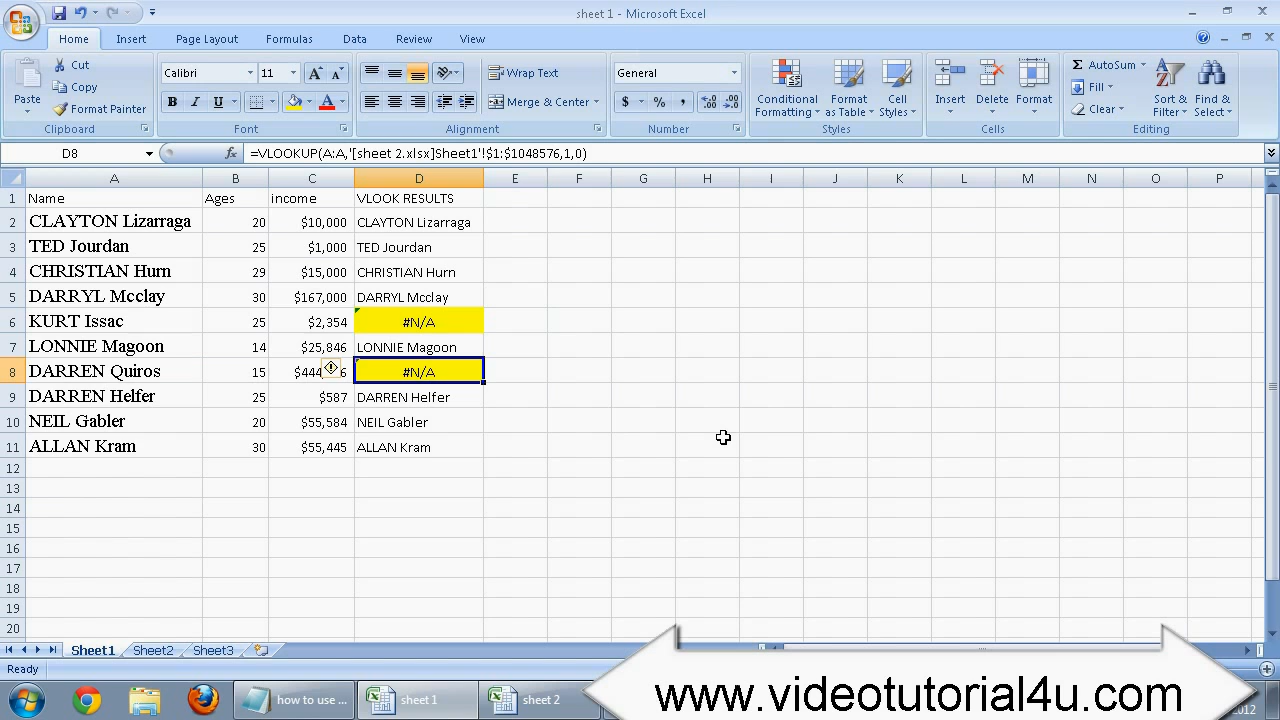 sheet 1 - Microsoft Excel
Home Insert Page Layout Formulas Data Review View
Paste
Cut
Copy
Format Painter
Clipboard
Calibri 11
B I U
Font
Wrap Text
Merge & Center
Alignment
General
$ % ,
Number
Conditional Formatting
Format as Table
Cell Styles
Styles
Insert Delete Format
Cells
Σ AutoSum
Fill
Clear
Sort & Filter
Find & Select
Editing
D8 fx =VLOOKUP(A:A,'[sheet 2.xlsx]Sheet1'!$1:$1048576,1,0)
A B C D E F G H I J K L M N O P
1 Name Ages income VLOOK RESULTS
2 CLAYTON Lizarraga 20 $10,000 CLAYTON Lizarraga
3 TED Jourdan 25 $1,000 TED Jourdan
4 CHRISTIAN Hurn 29 $15,000 CHRISTIAN Hurn
5 DARRYL Mcclay 30 $167,000 DARRYL Mcclay
6 KURT Issac 25 $2,354 #N/A
7 LONNIE Magoon 14 $25,846 LONNIE Magoon
8 DARREN Quiros 15 #N/A
9 DARREN Helfer 25 $587 DARREN Helfer
10 NEIL Gabler 20 $55,584 NEIL Gabler
11 ALLAN Kram 30 $55,445 ALLAN Kram
12
13
14
15
16
17
18
19
20
Sheet1 Sheet2 Sheet3
Ready
how to use ... sheet 1 sheet 2
www.videotutorial4u.com